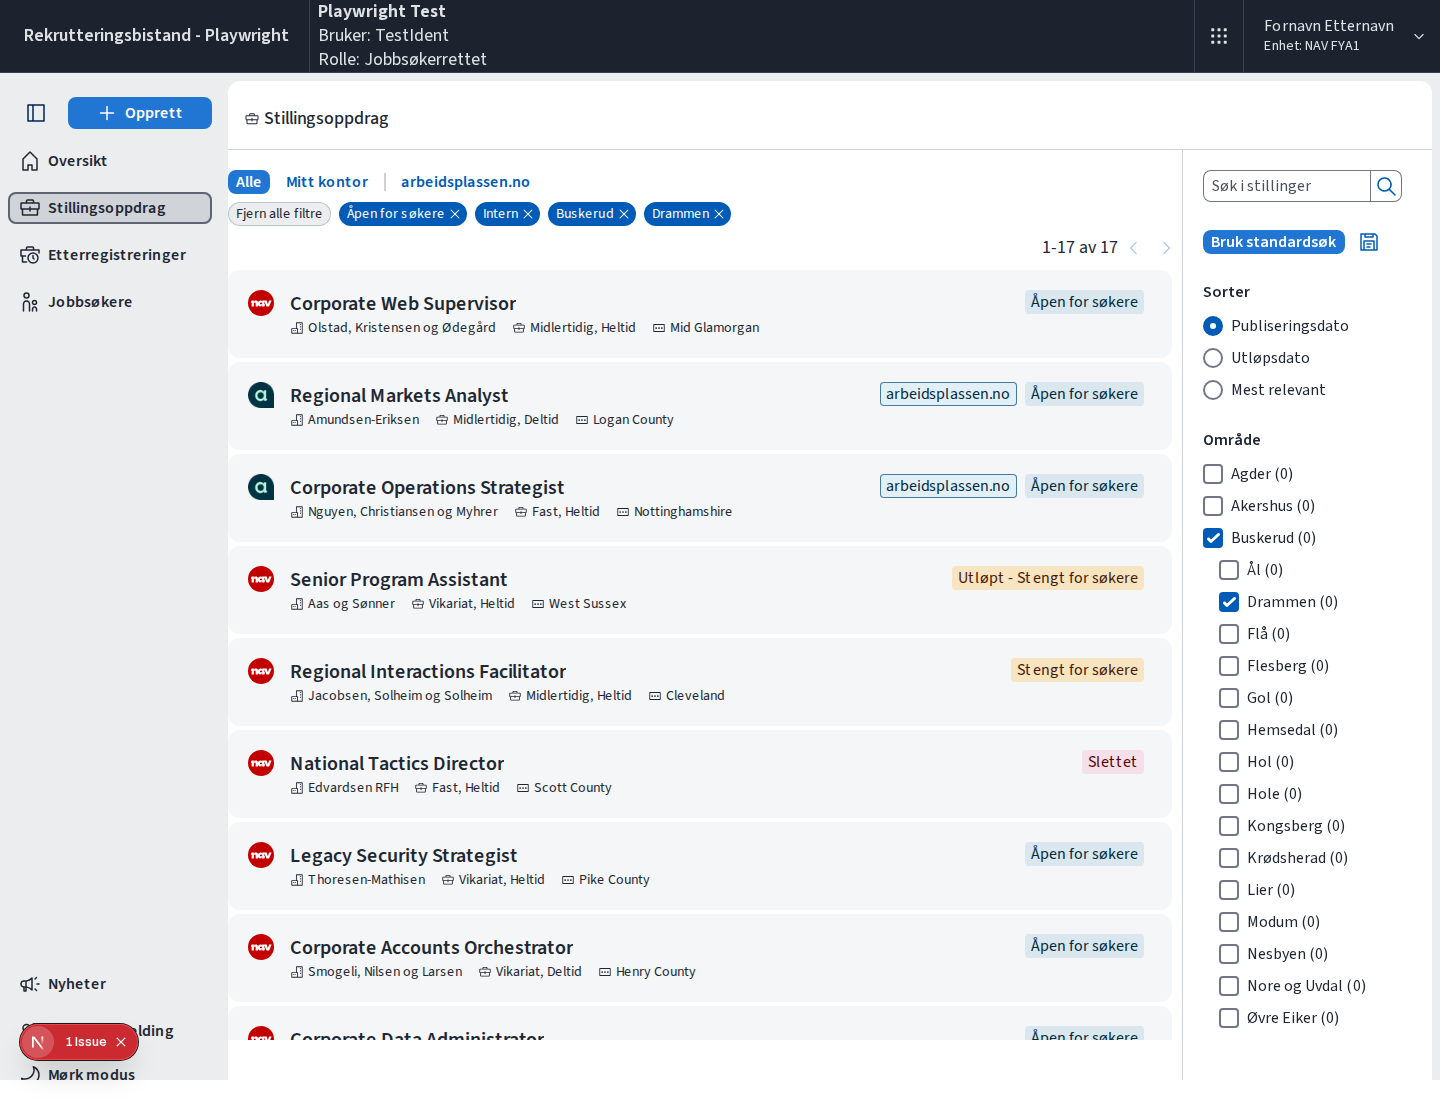 Rekrutteringsbistand - Playwright
Playwright Test
Bruker: TestIdent
Rolle: Jobbsøkerrettet
Fornavn Etternavn
Enhet: NAV FYA1
Opprett
Oversikt
Stillingsoppdrag
Etterregistreringer
Jobbsøkere
Nyheter
lding
1 Issue
Mørk modus
Stillingsoppdrag
Alle
Mitt kontor
arbeidsplassen.no
Fjern alle filtre
Åpen for søkere
Intern
Buskerud
Drammen
1-17 av 17
nav
Corporate Web Supervisor
Åpen for søkere
Olstad, Kristensen og Ødegård
Midlertidig, Heltid
Mid Glamorgan
a
Regional Markets Analyst
arbeidsplassen.no
Åpen for søkere
Amundsen-Eriksen
Midlertidig, Deltid
Logan County
a
Corporate Operations Strategist
arbeidsplassen.no
Åpen for søkere
Nguyen, Christiansen og Myhrer
Fast, Heltid
Nottinghamshire
nav
Senior Program Assistant
Utløpt - Stengt for søkere
Aas og Sønner
Vikariat, Heltid
West Sussex
nav
Regional Interactions Facilitator
Stengt for søkere
Jacobsen, Solheim og Solheim
Midlertidig, Heltid
Cleveland
nav
National Tactics Director
Slettet
Edvardsen RFH
Fast, Heltid
Scott County
nav
Legacy Security Strategist
Åpen for søkere
Thoresen-Mathisen
Vikariat, Heltid
Pike County
nav
Corporate Accounts Orchestrator
Åpen for søkere
Smogeli, Nilsen og Larsen
Vikariat, Deltid
Henry County
nav
Corporate Data Administrator
Åpen for søkere
Søk i stillinger
Bruk standardsøk
Sorter
Publiseringsdato
Utløpsdato
Mest relevant
Område
Agder (0)
Akershus (0)
Buskerud (0)
Ål (0)
Drammen (0)
Flå (0)
Flesberg (0)
Gol (0)
Hemsedal (0)
Hol (0)
Hole (0)
Kongsberg (0)
Krødsherad (0)
Lier (0)
Modum (0)
Nesbyen (0)
Nore og Uvdal (0)
Øvre Eiker (0)